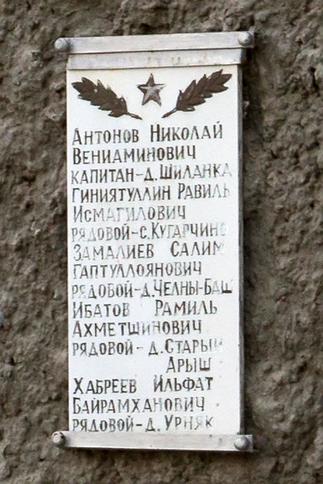 Антонов Николай
Вениаминович
капитан-д.Шиланка
Гиниятуллин Равиль
Исмагилович
рядовой-с.Кугарчино
Замалиев Салим
Гаптуллоянович
рядовой-д.Челны-Баш
Ибатов Рамиль
Ахметшинович
рядовой-д.Старый
Арыш
Хабреев Ильфат
Байрамханович
рядовой-д.Урняк